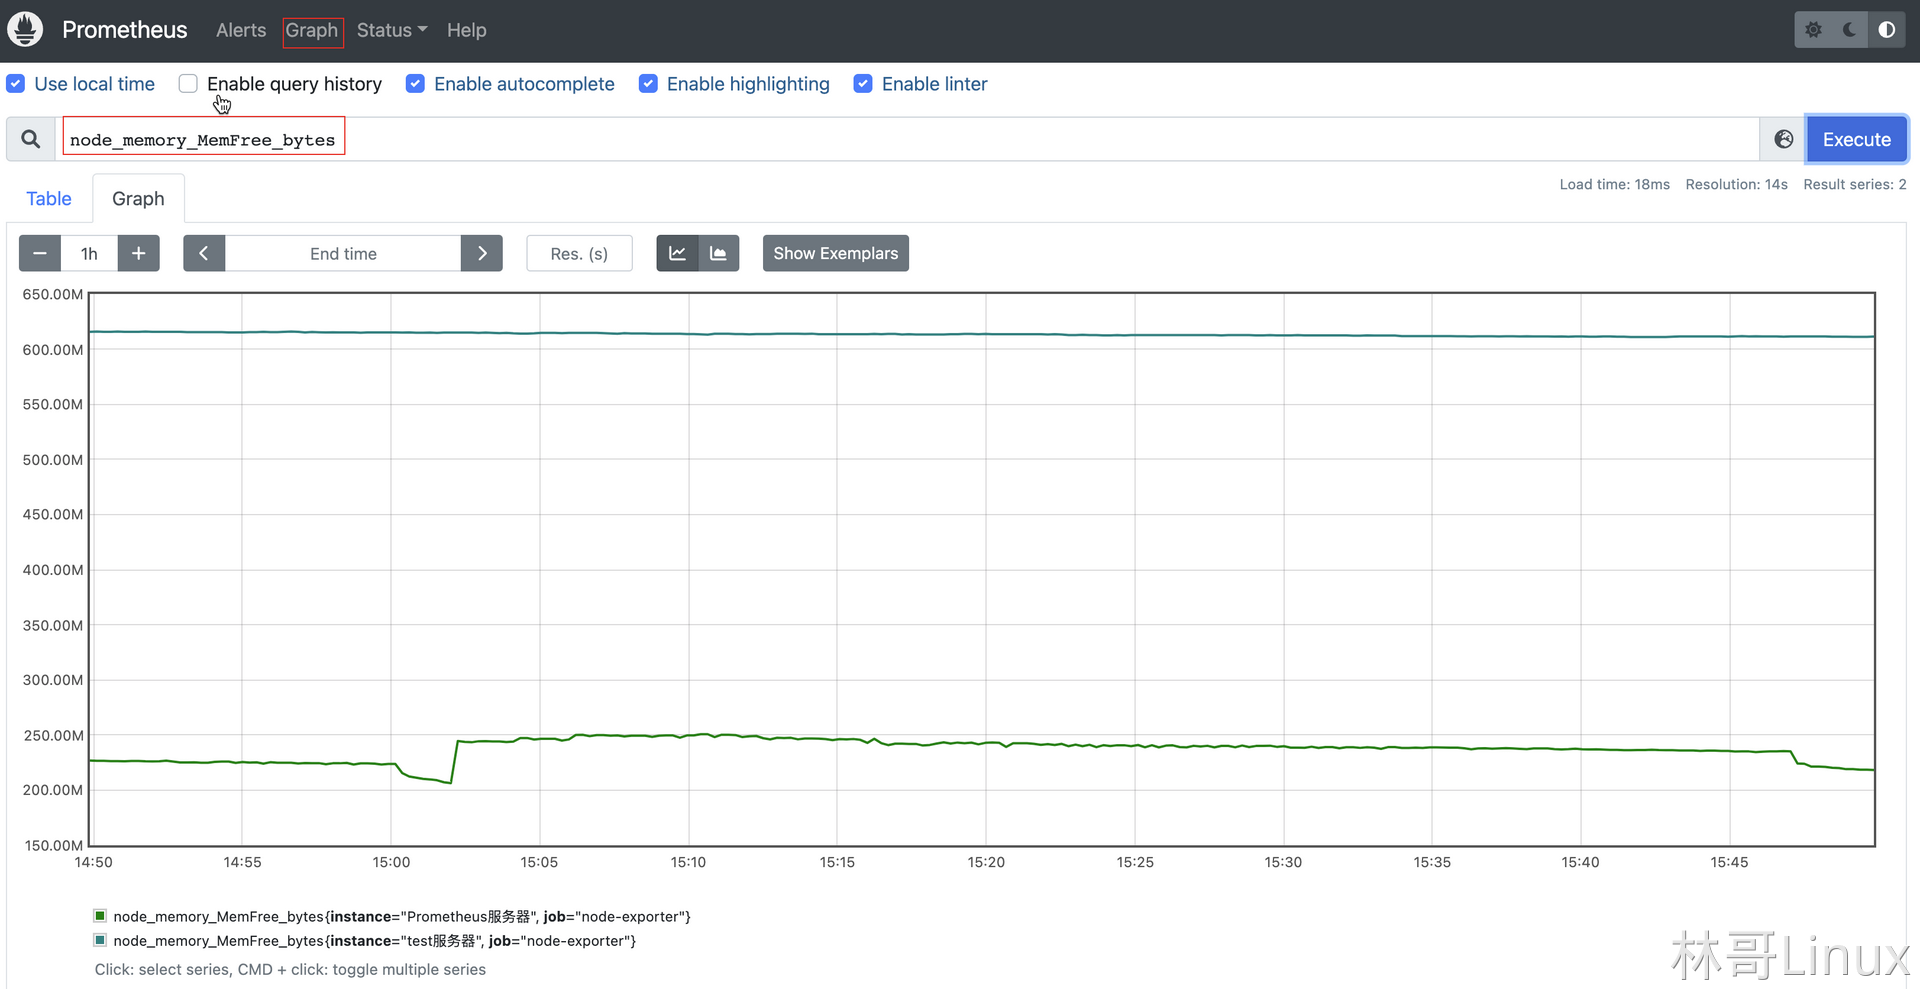 Prometheus Alerts Graph Status Help
Use local time Enable query history Enable autocomplete Enable highlighting Enable linter
node_memory_MemFree_bytes Execute
Load time: 18ms Resolution: 14s Result series: 2
Table Graph
− 1h + End time Res. (s) Show Exemplars
650.00M
600.00M
550.00M
500.00M
450.00M
400.00M
350.00M
300.00M
250.00M
200.00M
150.00M
14:50 14:55 15:00 15:05 15:10 15:15 15:20 15:25 15:30 15:35 15:40 15:45
node_memory_MemFree_bytes{instance="Prometheus服务器", job="node-exporter"}
node_memory_MemFree_bytes{instance="test服务器", job="node-exporter"}
Click: select series, CMD + click: toggle multiple series
林哥Linux